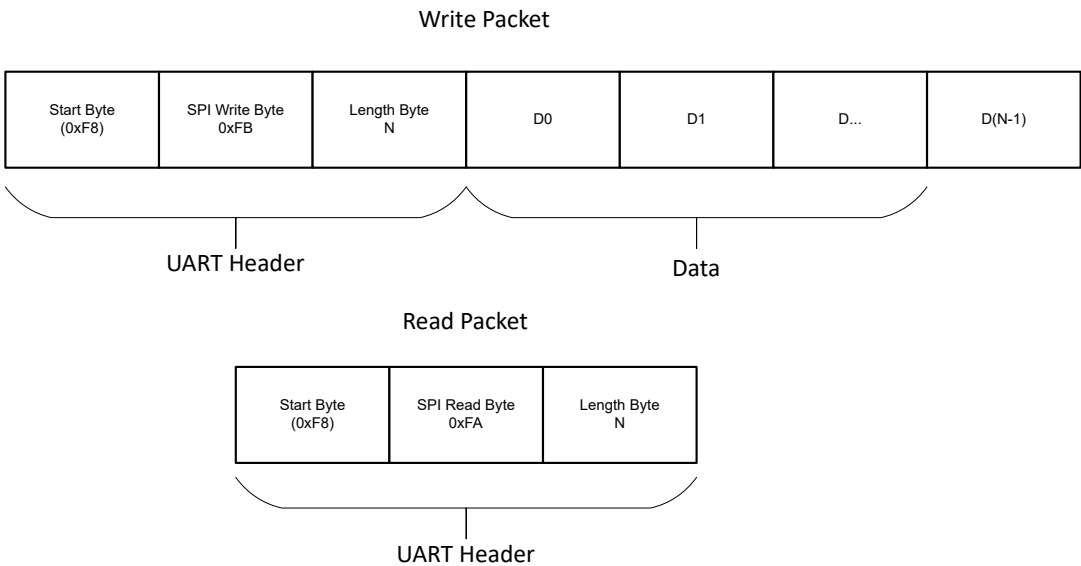 Write Packet
Start Byte
(0xF8)
SPI Write Byte
0xFB
Length Byte
N
D0
D1
D...
D(N-1)
UART Header
Data
Read Packet
Start Byte
(0xF8)
SPI Read Byte
0xFA
Length Byte
N
UART Header